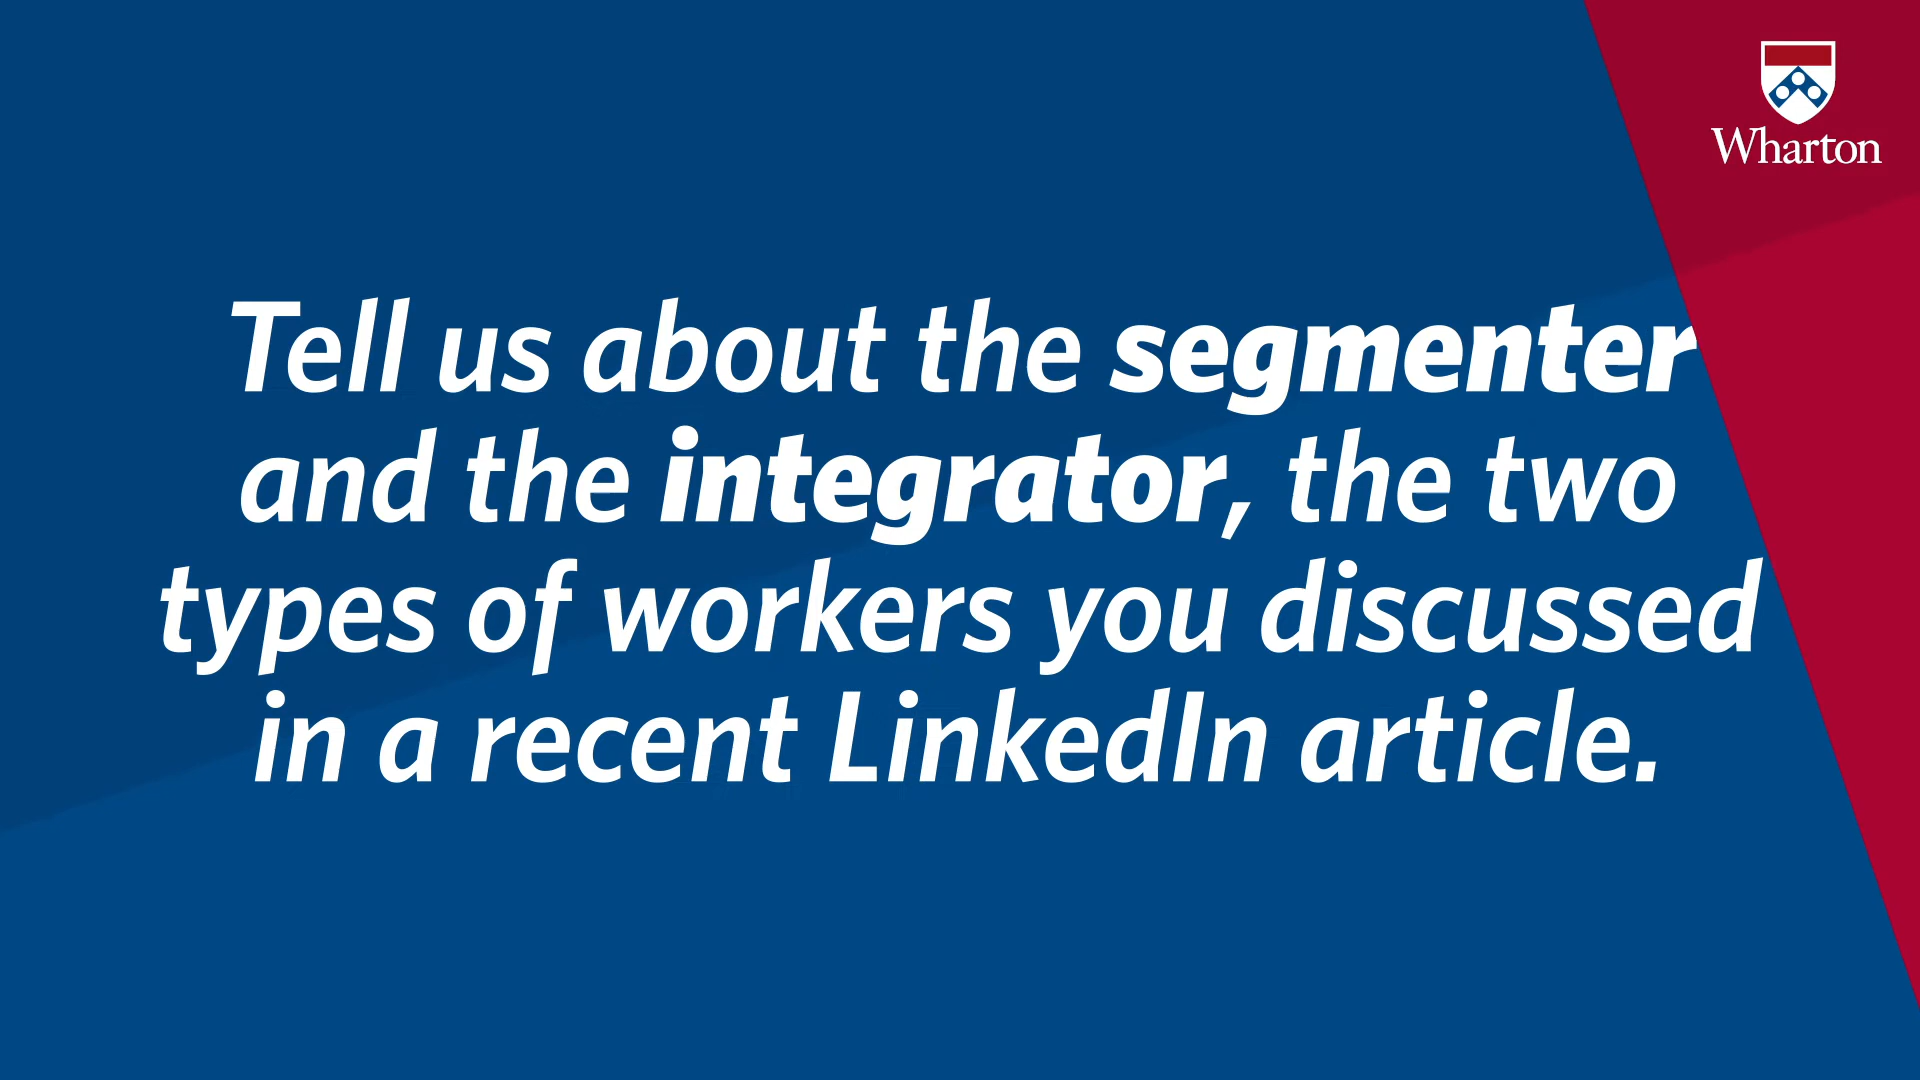 Wharton
Tell us about the segmenter
and the integrator, the two
types of workers you discussed
in a recent LinkedIn article.